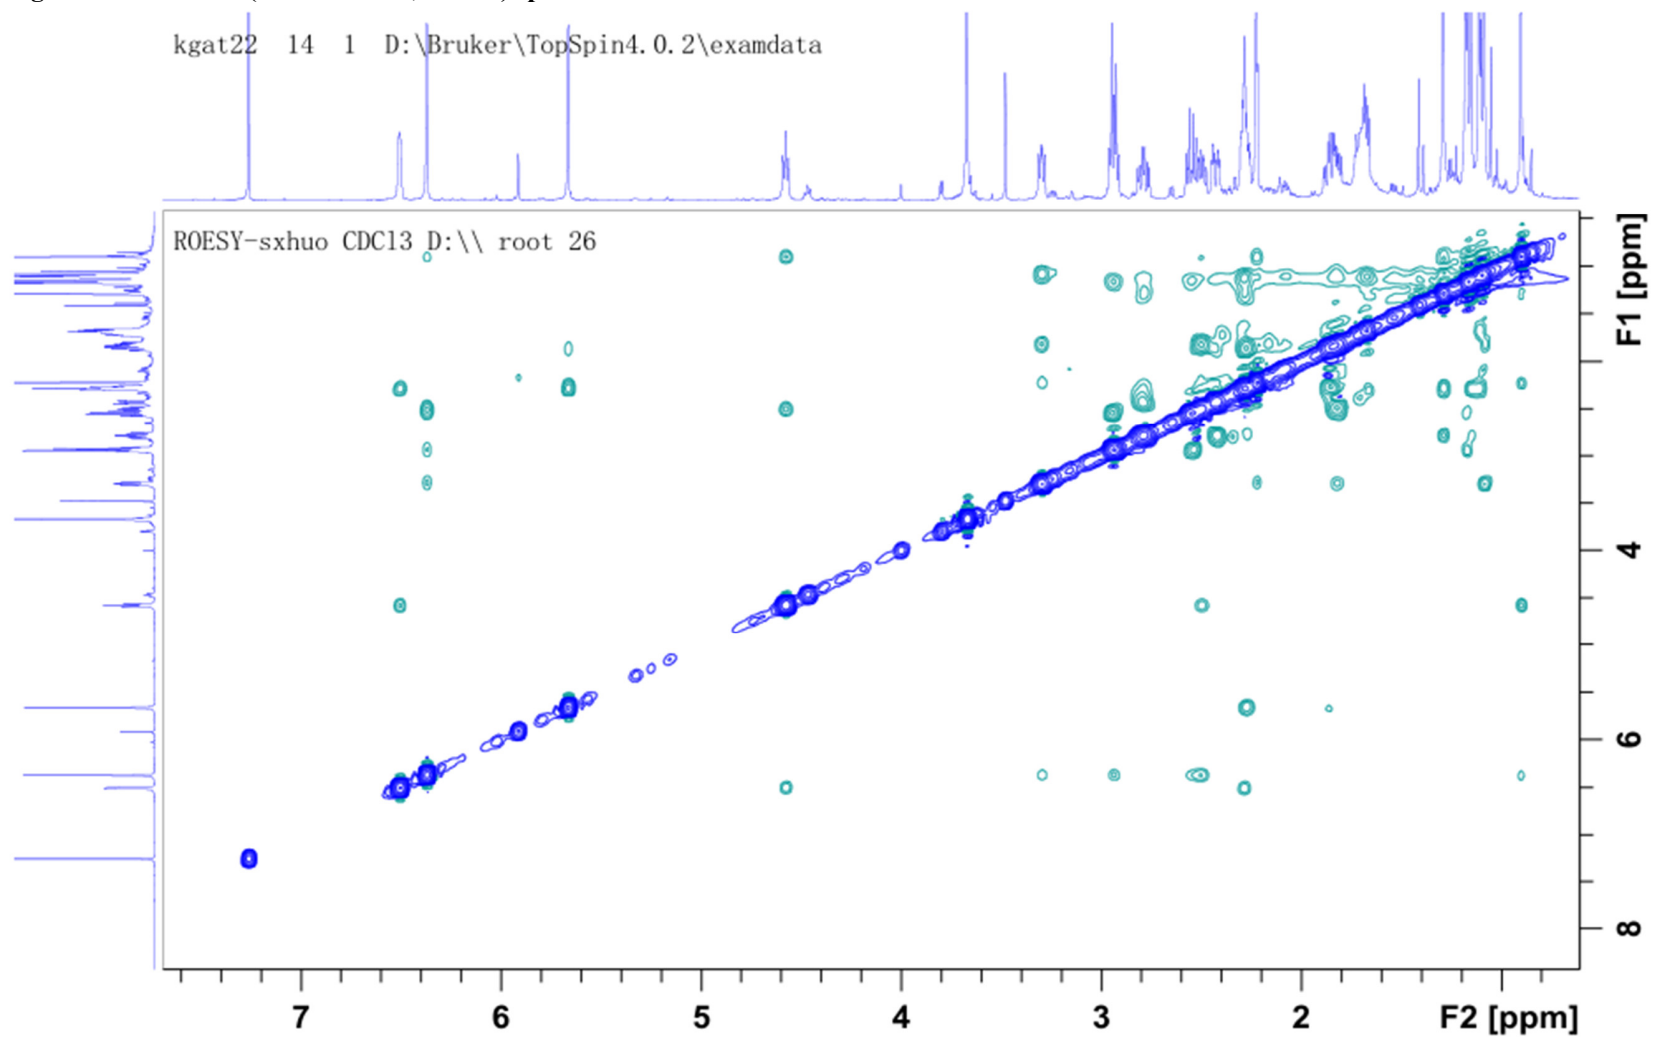 kgat22 14 1 D:\Bruker\TopSpin4.0.2\examdata
ROESY-sxhuo CDCl3 D:\\ root 26
F1 [ppm]
4
6
8
7 6 5 4 3 2 F2 [ppm]